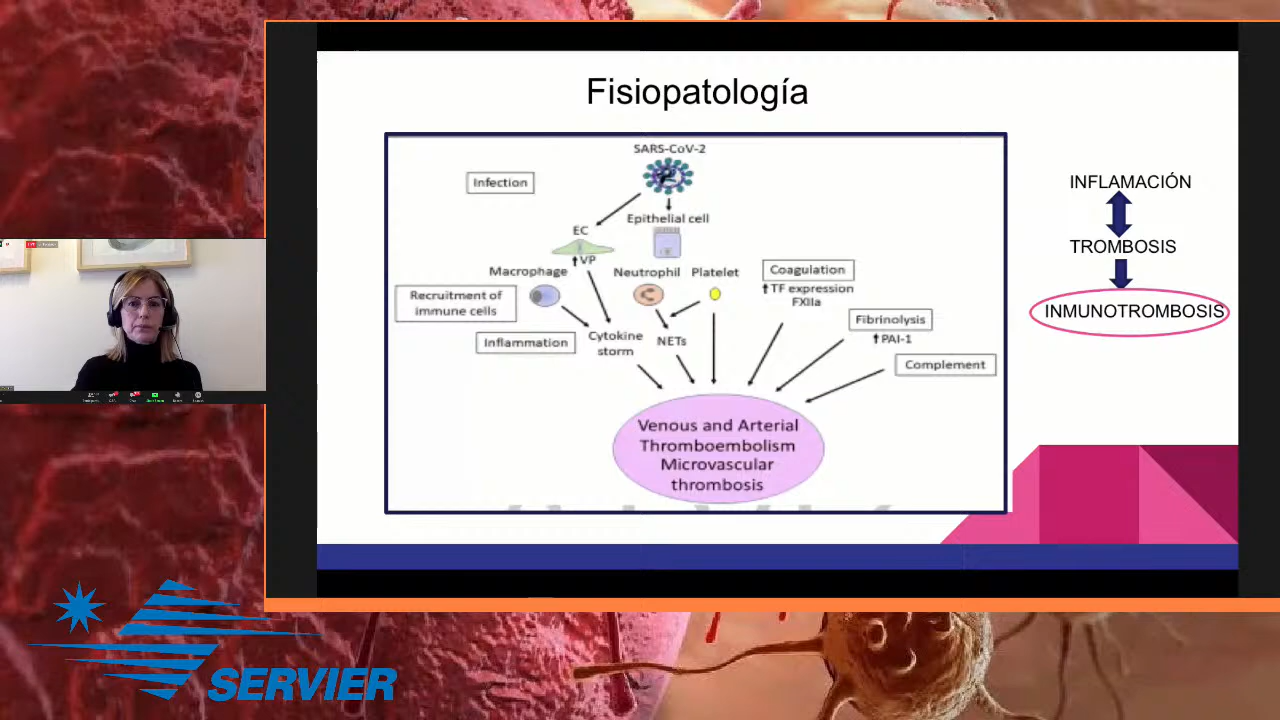 Fisiopatología
SARS-CoV-2
Infection
Epithelial cell
EC
VP
Macrophage
Neutrophil
Platelet
Coagulation
TF expression
FXIIa
Recruitment of
immune cells
Fibrinolysis
PAI-1
Inflammation
Cytokine
storm
NETs
Complement
Venous and Arterial
Thromboembolism
Microvascular
thrombosis
INFLAMACIÓN
TROMBOSIS
INMUNOTROMBOSIS
SERVIER